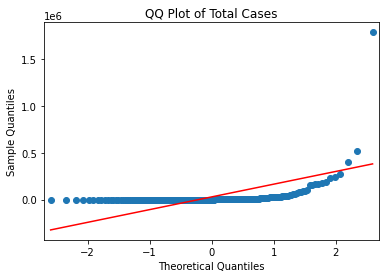 QQ Plot of Total Cases
1e6
1.5
1.0
0.5
0.0
Sample Quantiles
−2
−1
0
1
2
Theoretical Quantiles